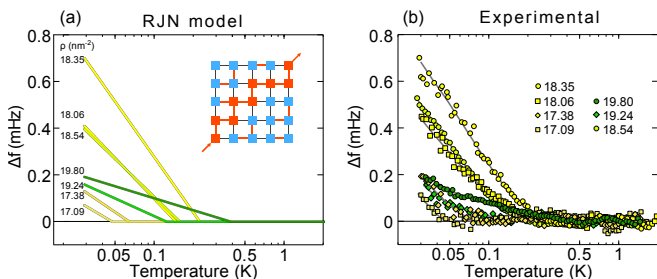 (a) RJN model
Δf (mHz)
0.8
0.6
0.4
0.2
0
ρ (nm⁻²)
18.35
18.06
18.54
19.80
19.24
17.38
17.09
0.05 0.1 0.5 1
Temperature (K)
(b) Experimental
Δf (mHz)
0.8
0.6
0.4
0.2
0
18.35
18.06 19.80
17.38 19.24
17.09 18.54
0.05 0.1 0.5 1
Temperature (K)